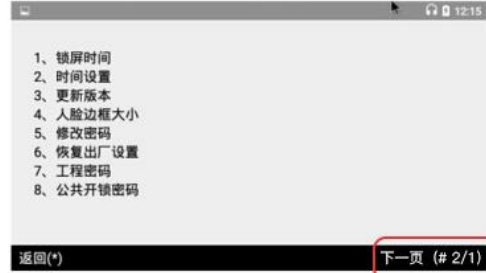 12:15
1、锁屏时间
2、时间设置
3、更新版本
4、人脸边框大小
5、修改密码
6、恢复出厂设置
7、工程密码
8、公共开锁密码
返回(*)
下一页 (# 2/1)